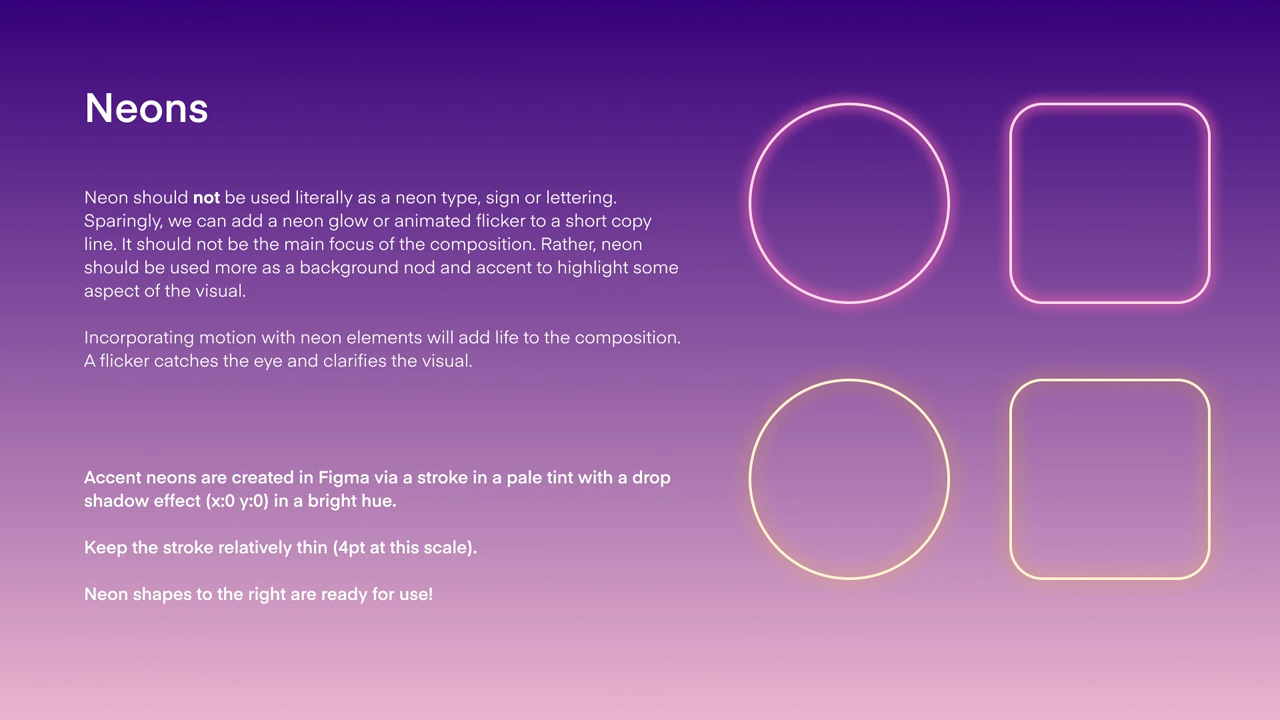 Neons
Neon should not be used literally as a neon type, sign or lettering.
Sparingly, we can add a neon glow or animated flicker to a short copy
line. It should not be the main focus of the composition. Rather, neon
should be used more as a background nod and accent to highlight some
aspect of the visual.
Incorporating motion with neon elements will add life to the composition.
A flicker catches the eye and clarifies the visual.
Accent neons are created in Figma via a stroke in a pale tint with a drop
shadow effect (x:0 y:0) in a bright hue.
Keep the stroke relatively thin (4pt at this scale).
Neon shapes to the right are ready for use!